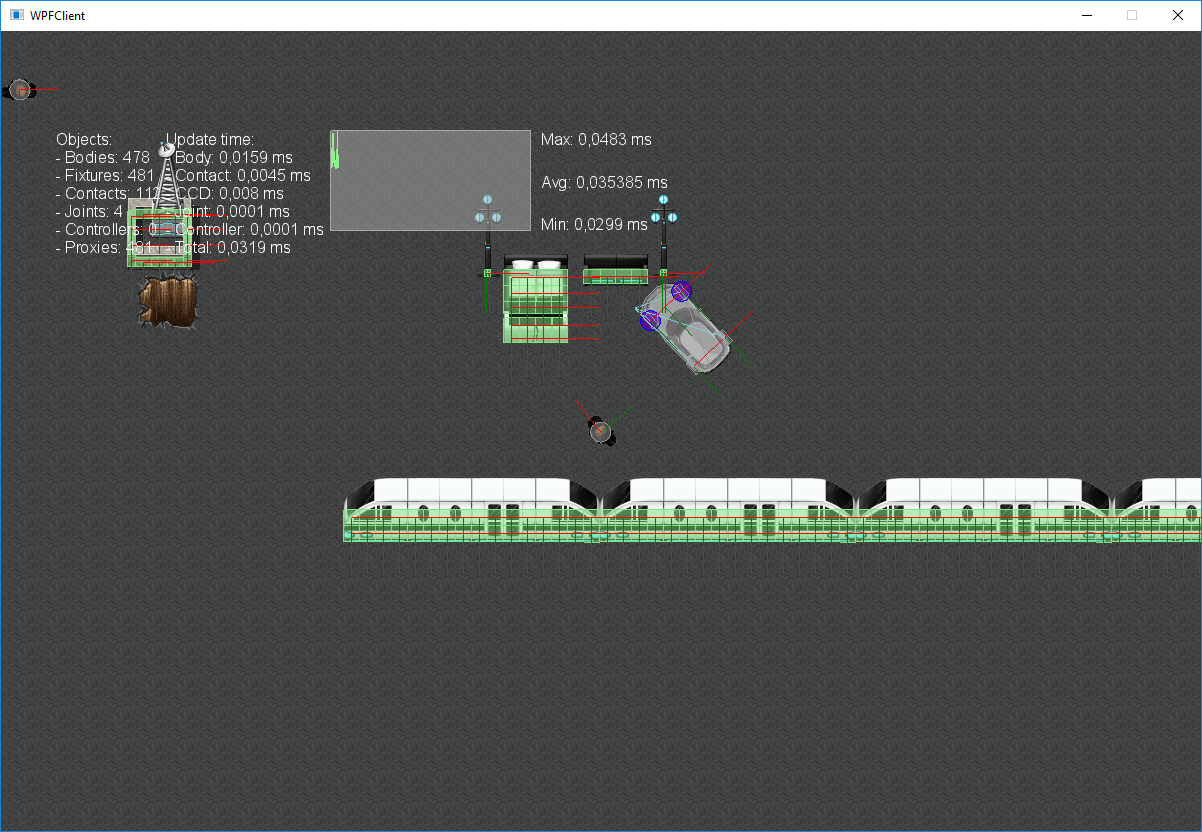 WPFClient
Objects:
- Bodies: 478
- Fixtures: 481
- Contacts: 112
- Joints: 4
- Controllers: 0
- Proxies: 481
Update time:
- Body: 0,0159 ms
- Contact: 0,0045 ms
- CCD: 0,008 ms
- Joint: 0,0001 ms
- Controller: 0,0001 ms
- Total: 0,0319 ms
Max: 0,0483 ms
Avg: 0,035385 ms
Min: 0,0299 ms